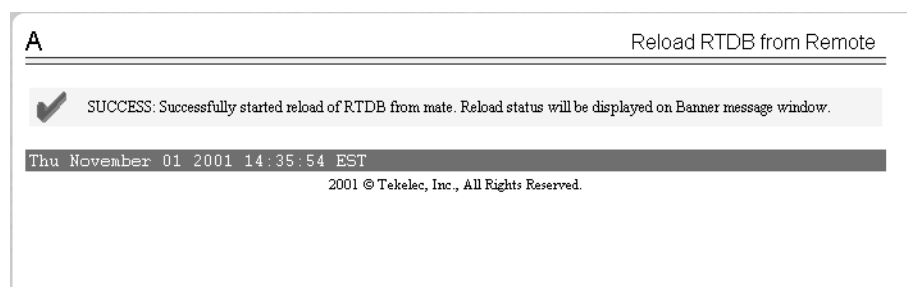 A Reload RTDB from Remote
SUCCESS: Successfully started reload of RTDB from mate. Reload status will be displayed on Banner message window.
Thu November 01 2001 14:35:54 EST
2001 © Tekelec, Inc., All Rights Reserved.